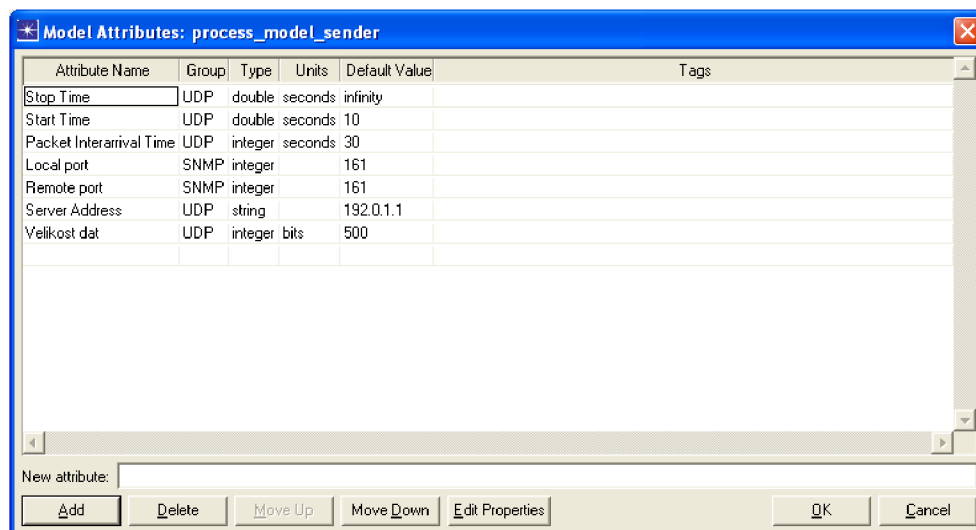 Model Attributes: process_model_sender
Attribute Name Group Type Units Default Value Tags
Stop Time UDP double seconds infinity
Start Time UDP double seconds 10
Packet Interarrival Time UDP integer seconds 30
Local port SNMP integer 161
Remote port SNMP integer 161
Server Address UDP string 192.0.1.1
Velikost dat UDP integer bits 500
New attribute:
Add Delete Move Up Move Down Edit Properties OK Cancel